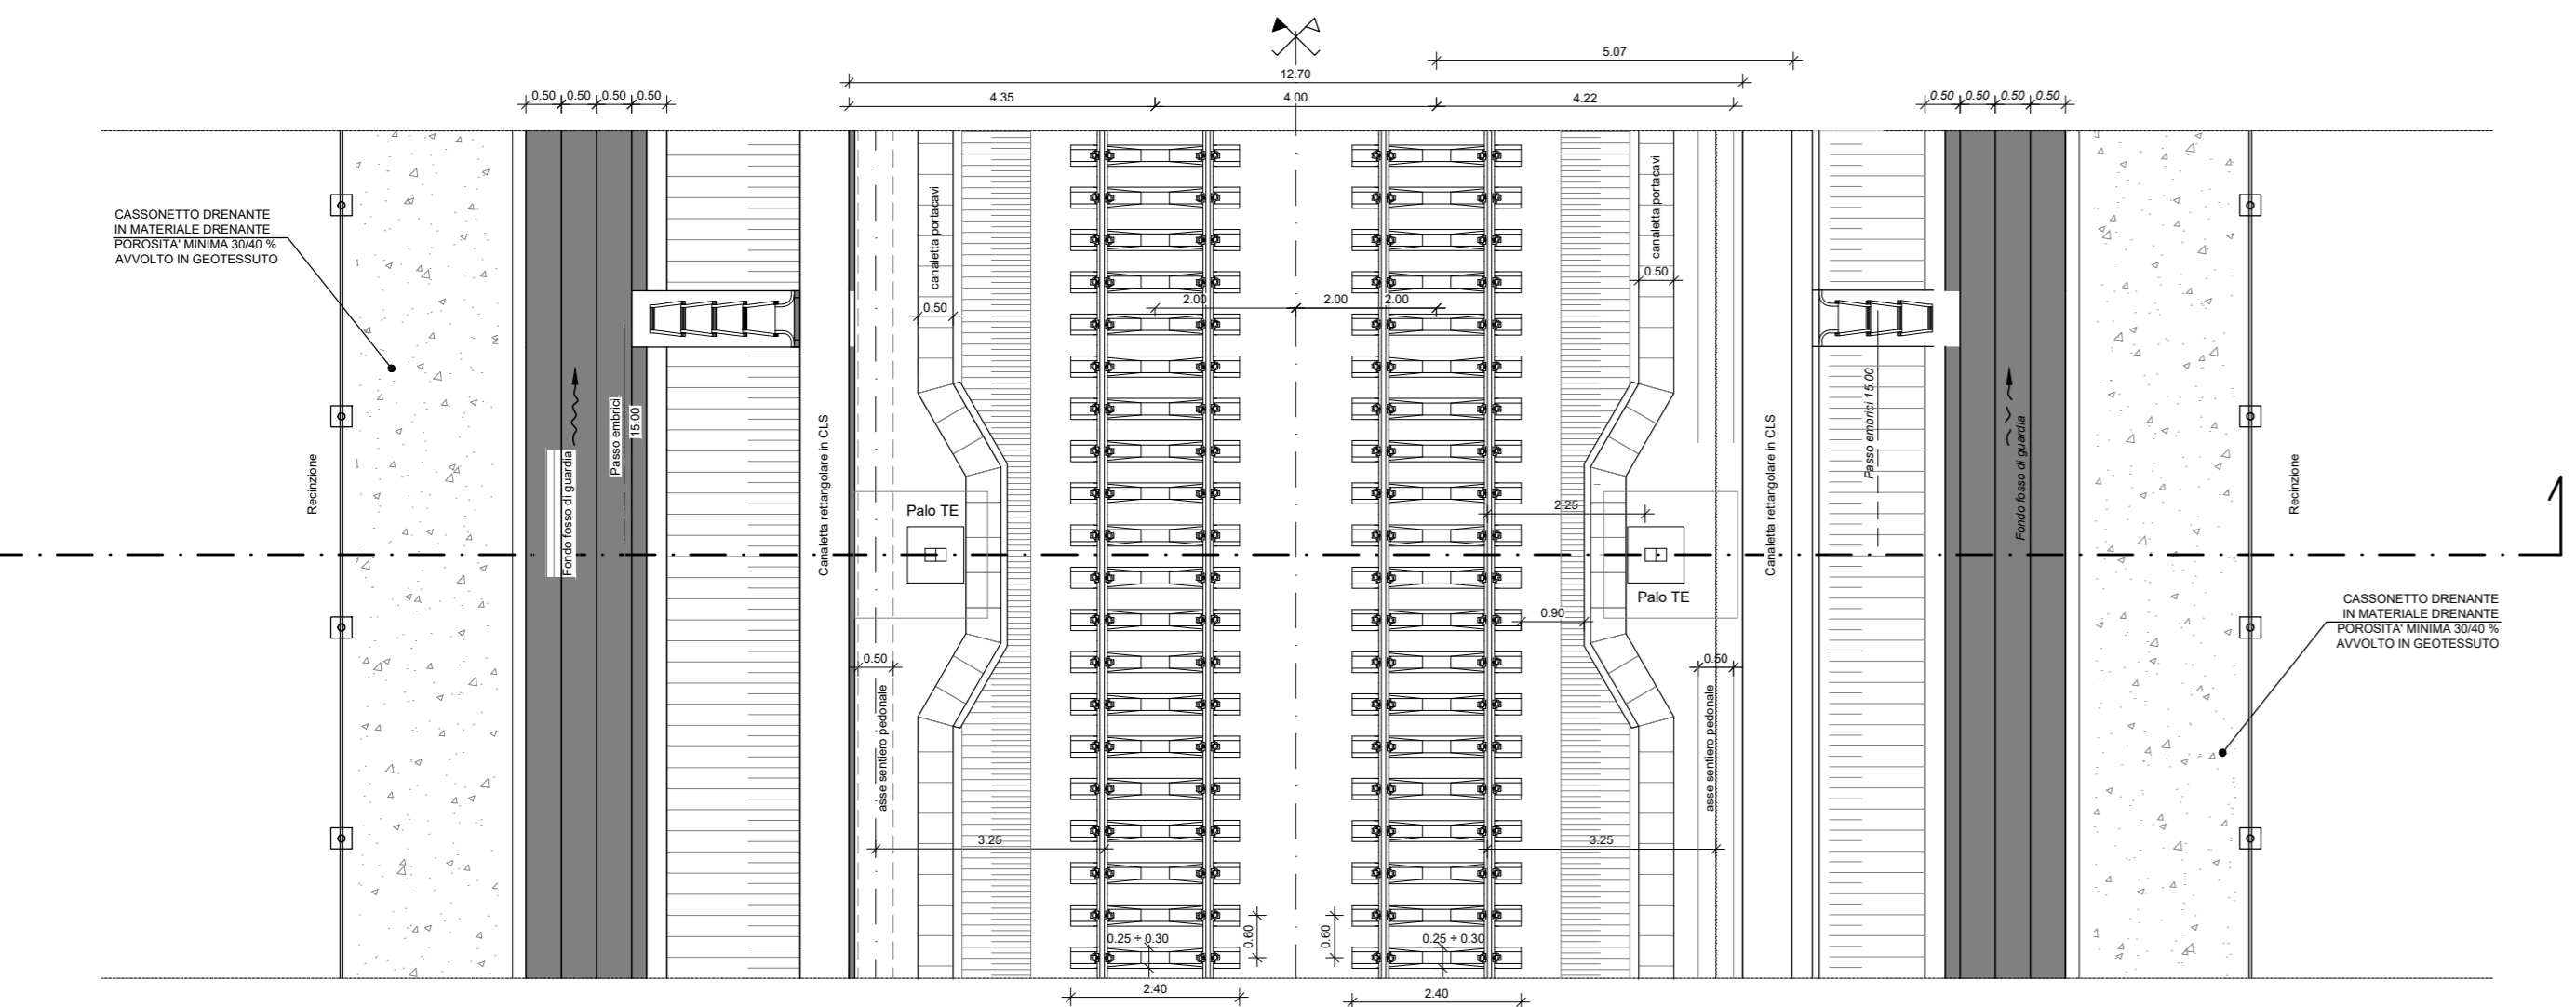 5.07
12.70
4.35
4.00
4.22
0.50
0.50
0.50
0.50
0.50
0.50
0.50
0.50
CASSONETTO DRENANTE
IN MATERIALE DRENANTE
POROSITA' MINIMA 30/40 %
AVVOLTO IN GEOTESSUTO
canaletta portacavi
canaletta portacavi
0.50
0.50
2.00
2.00
2.00
Recinzione
Fondo fosso di guardia
Passo embrici
15.00
Canaletta rettangolare in CLS
Palo TE
2.25
Palo TE
0.90
Canaletta rettangolare in CLS
Passo embrici 15.00
Fondo fosso di guardia
Recinzione
CASSONETTO DRENANTE
IN MATERIALE DRENANTE
POROSITA' MINIMA 30/40 %
AVVOLTO IN GEOTESSUTO
0.50
asse sentiero pedonale
0.50
asse sentiero pedonale
3.25
3.25
0.25 ÷ 0.30
0.60
0.60
0.25 ÷ 0.30
2.40
2.40